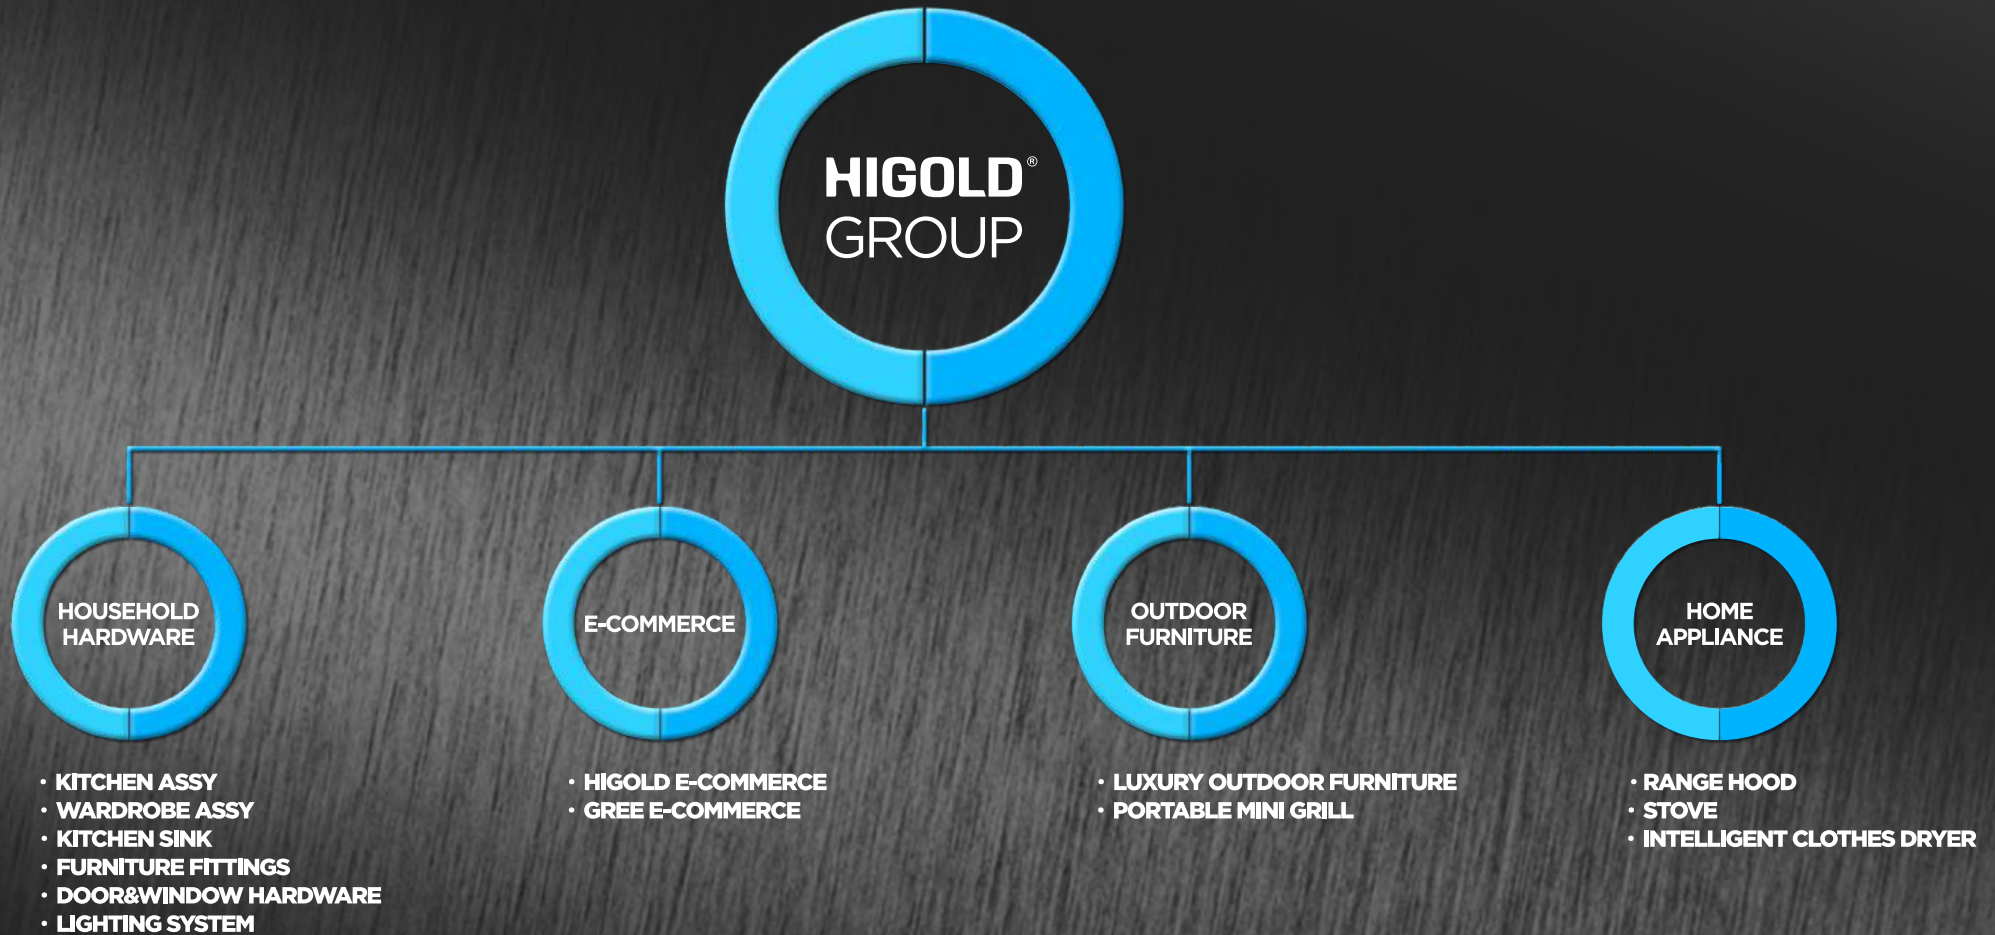 HIGOLD®
GROUP
HOUSEHOLD
HARDWARE
· KITCHEN ASSY
· WARDROBE ASSY
· KITCHEN SINK
· FURNITURE FITTINGS
· DOOR&WINDOW HARDWARE
· LIGHTING SYSTEM
E-COMMERCE
· HIGOLD E-COMMERCE
· GREE E-COMMERCE
OUTDOOR
FURNITURE
· LUXURY OUTDOOR FURNITURE
· PORTABLE MINI GRILL
HOME
APPLIANCE
· RANGE HOOD
· STOVE
· INTELLIGENT CLOTHES DRYER